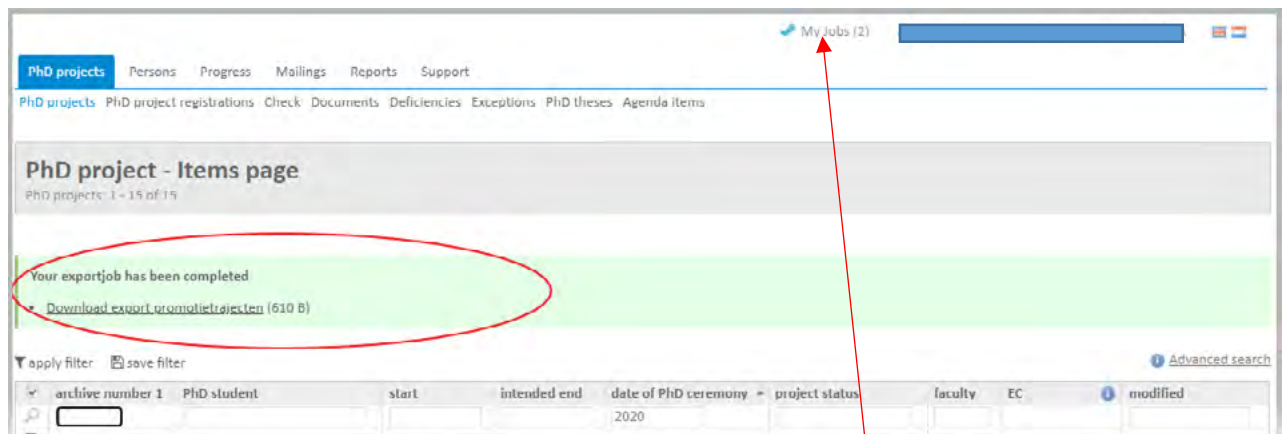 My Jobs (2)
PhD projects Persons Progress Mailings Reports Support
PhD projects PhD project registrations Check Documents Deficiencies Exceptions PhD theses Agenda items
PhD project - Items page
PhD projects: 1 - 15 of 15
Your exportjob has been completed
• Download export promotietrajecten (610 B)
apply filter save filter Advanced search
archive number 1 PhD student start intended end date of PhD ceremony project status faculty EC modified
2020